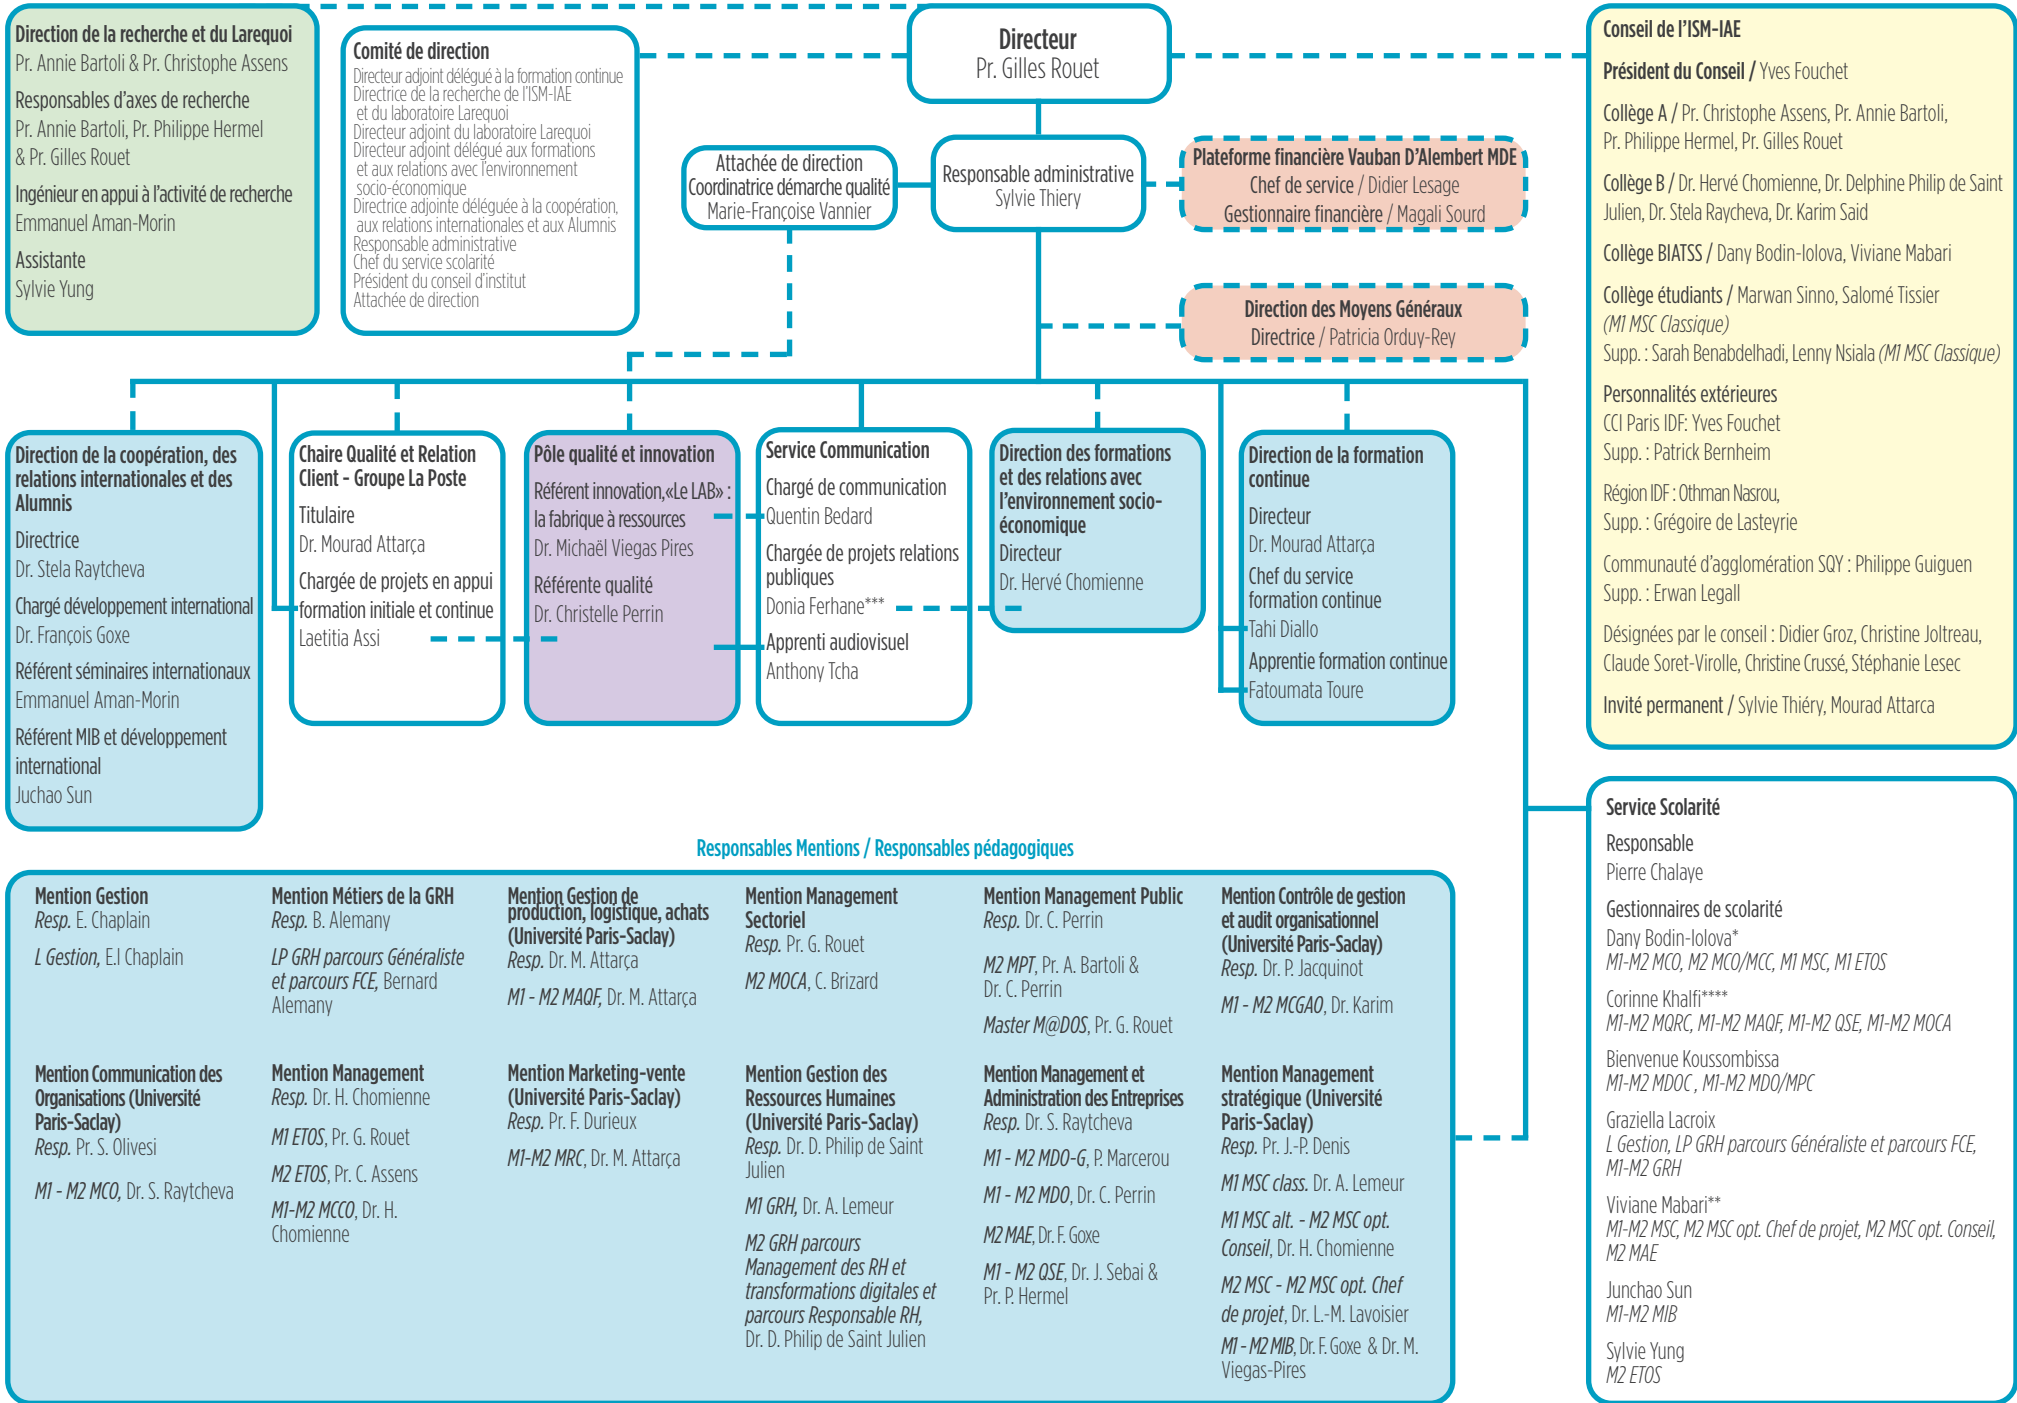 Direction de la recherche et du Larequoi
Pr. Annie Bartoli & Pr. Christophe Assens
Responsables d'axes de recherche
Pr. Annie Bartoli, Pr. Philippe Hermel
& Pr. Gilles Rouet
Ingénieur en appui à l'activité de recherche
Emmanuel Aman-Morin
Assistante
Sylvie Yung
Comité de direction
Directeur adjoint délégué à la formation continue
Directrice de la recherche de l'ISM-IAE
et du laboratoire Larequoi
Directeur adjoint du laboratoire Larequoi
Directeur adjoint délégué aux formations
et aux relations avec l'environnement
socio-économique
Directrice adjointe déléguée à la coopération,
aux relations internationales et aux Alumnis
Responsable administrative
Chef du service scolarité
Président du conseil d'institut
Attachée de direction
Directeur
Pr. Gilles Rouet
Attachée de direction
Coordinatrice démarche qualité
Marie-Françoise Vannier
Responsable administrative
Sylvie Thiery
Plateforme financière Vauban D'Alembert MDE
Chef de service / Didier Lesage
Gestionnaire financière / Magali Sourd
Direction des Moyens Généraux
Directrice / Patricia Orduy-Rey
Conseil de l'ISM-IAE
Président du Conseil / Yves Fouchet
Collège A / Pr. Christophe Assens, Pr. Annie Bartoli,
Pr. Philippe Hermel, Pr. Gilles Rouet
Collège B / Dr. Hervé Chomienne, Dr. Delphine Philip de Saint
Julien, Dr. Stela Raycheva, Dr. Karim Said
Collège BIATSS / Dany Bodin-Iolova, Viviane Mabari
Collège étudiants / Marwan Sinno, Salomé Tissier
(M1 MSC Classique)
Supp. : Sarah Benabdelhadi, Lenny Nsiala (M1 MSC Classique)
Personnalités extérieures
CCI Paris IDF: Yves Fouchet
Supp. : Patrick Bernheim
Région IDF : Othman Nasrou,
Supp. : Grégoire de Lasteyrie
Communauté d'agglomération SQY : Philippe Guiguen
Supp. : Erwan Legall
Désignées par le conseil : Didier Groz, Christine Joltreau,
Claude Soret-Virolle, Christine Crussé, Stéphanie Lesec
Invité permanent / Sylvie Thiéry, Mourad Attarca
Direction de la coopération, des
relations internationales et des
Alumnis
Directrice
Dr. Stela Raytcheva
Chargé développement international
Dr. François Goxe
Référent séminaires internationaux
Emmanuel Aman-Morin
Référent MIB et développement
international
Juchao Sun
Chaire Qualité et Relation
Client - Groupe La Poste
Titulaire
Dr. Mourad Attarça
Chargée de projets en appui
formation initiale et continue
Laetitia Assi
Pôle qualité et innovation
Référent innovation,«Le LAB» :
la fabrique à ressources
Dr. Michaël Viegas Pires
Référente qualité
Dr. Christelle Perrin
Service Communication
Chargé de communication
Quentin Bedard
Chargée de projets relations
publiques
Donia Ferhane***
Apprenti audiovisuel
Anthony Tcha
Direction des formations
et des relations avec
l'environnement socio-
économique
Directeur
Dr. Hervé Chomienne
Direction de la formation
continue
Directeur
Dr. Mourad Attarça
Chef du service
formation continue
Tahi Diallo
Apprentie formation continue
Fatoumata Toure
Service Scolarité
Responsable
Pierre Chalaye
Gestionnaires de scolarité
Dany Bodin-Iolova*
M1-M2 MCO, M2 MCO/MCC, M1 MSC, M1 ETOS
Corinne Khalfi****
M1-M2 MQRC, M1-M2 MAQF, M1-M2 QSE, M1-M2 MOCA
Bienvenue Koussombissa
M1-M2 MDOC , M1-M2 MDO/MPC
Graziella Lacroix
L Gestion, LP GRH parcours Généraliste et parcours FCE,
M1-M2 GRH
Viviane Mabari**
M1-M2 MSC, M2 MSC opt. Chef de projet, M2 MSC opt. Conseil,
M2 MAE
Junchao Sun
M1-M2 MIB
Sylvie Yung
M2 ETOS
Responsables Mentions / Responsables pédagogiques
Mention Gestion
Resp. E. Chaplain
L Gestion, E.I Chaplain
Mention Métiers de la GRH
Resp. B. Alemany
LP GRH parcours Généraliste
et parcours FCE, Bernard
Alemany
Mention Gestion de
production, logistique, achats
(Université Paris-Saclay)
Resp. Dr. M. Attarça
M1 - M2 MAQF, Dr. M. Attarça
Mention Management
Sectoriel
Resp. Pr. G. Rouet
M2 MOCA, C. Brizard
Mention Management Public
Resp. Dr. C. Perrin
M2 MPT, Pr. A. Bartoli &
Dr. C. Perrin
Master M@DOS, Pr. G. Rouet
Mention Contrôle de gestion
et audit organisationnel
(Université Paris-Saclay)
Resp. Dr. P. Jacquinot
M1 - M2 MCGAO, Dr. Karim
Mention Communication des
Organisations (Université
Paris-Saclay)
Resp. Pr. S. Olivesi
M1 - M2 MCO, Dr. S. Raytcheva
Mention Management
Resp. Dr. H. Chomienne
M1 ETOS, Pr. G. Rouet
M2 ETOS, Pr. C. Assens
M1-M2 MCCO, Dr. H.
Chomienne
Mention Marketing-vente
(Université Paris-Saclay)
Resp. Pr. F. Durieux
M1-M2 MRC, Dr. M. Attarça
Mention Gestion des
Ressources Humaines
(Université Paris-Saclay)
Resp. Dr. D. Philip de Saint
Julien
M1 GRH, Dr. A. Lemeur
M2 GRH parcours
Management des RH et
transformations digitales et
parcours Responsable RH,
Dr. D. Philip de Saint Julien
Mention Management et
Administration des Entreprises
Resp. Dr. S. Raytcheva
M1 - M2 MDO-G, P. Marcerou
M1 - M2 MDO, Dr. C. Perrin
M2 MAE, Dr. F. Goxe
M1 - M2 QSE, Dr. J. Sebai &
Pr. P. Hermel
Mention Management
stratégique (Université
Paris-Saclay)
Resp. Pr. J.-P. Denis
M1 MSC class. Dr. A. Lemeur
M1 MSC alt. - M2 MSC opt.
Conseil, Dr. H. Chomienne
M2 MSC - M2 MSC opt. Chef
de projet, Dr. L.-M. Lavoisier
M1 - M2 MIB, Dr. F. Goxe & Dr. M.
Viegas-Pires